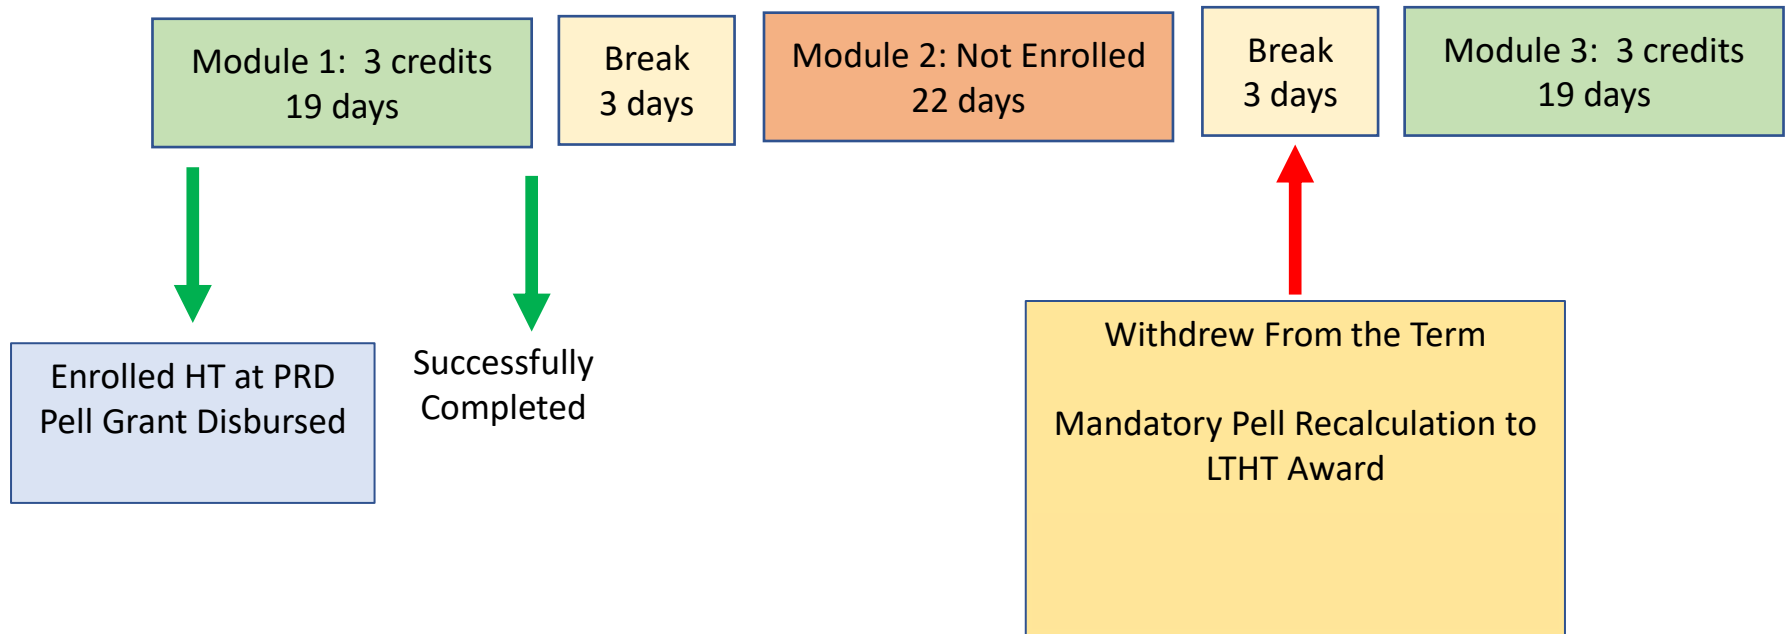 Module 1: 3 credits
19 days
Break
3 days
Module 2: Not Enrolled
22 days
Break
3 days
Module 3: 3 credits
19 days
Enrolled HT at PRD
Pell Grant Disbursed
Successfully
Completed
Withdrew From the Term
Mandatory Pell Recalculation to
LTHT Award